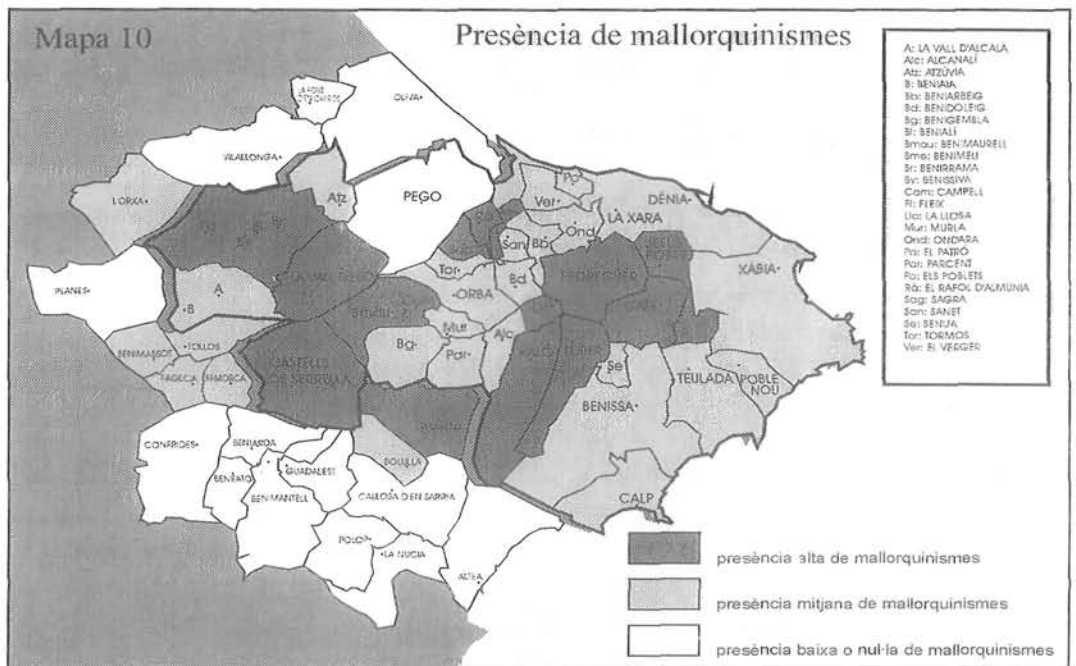 Mapa 10
Presència de mallorquinismes
A: LA VALL D'ALCALÀ
Alc: ALCANALÍ
Atz: ATZÚVIA
B: BENIAIA
Bb: BENIARBEIG
Bd: BENIDOLEIG
Bg: BENIGEMBLA
Bl: BENIALÍ
Bmau: BENIMAURELL
Bme: BENIMELI
Br: BENIRRAMA
Bv: BENISSIVÀ
Cam: CAMPELL
Fl: FLEIX
Llo: LA LLOSA
Mur: MURLA
Ond: ONDARA
Pa: EL PATRÓ
Par: PARCENT
Po: ELS POBLETS
Rà: EL RÀFOL D'ALMÚNIA
Sag: SAGRA
San: SANET
Se: SENIJA
Tor: TORMOS
Ver: EL VERGER
OLIVA
VILALLONGA
L'ORXA
Atz
PEGO
Ver
DÉNIA
LA XARA
Ond
San
Bb
JESÚS
XÀBIA
Tor
Bd
ORBA
PLANES
A
B
Mur
Alc
Bg
Par
BENIMASSOT
TOLLOS
FAGECA
FAMORCA
CASTELLS
DE SERRELLA
Se
TEULADA
POBLE
NOU
BENISSA
CONFRIDES
BENIARDÀ
BENIFATO
GUADALEST
BENIMANTELL
BOLULLA
CALLOSA D'EN SARRIÀ
CALP
POLOP
LA NUCIA
ALTEA
presència alta de mallorquinismes
presència mitjana de mallorquinismes
presència baixa o nul·la de mallorquinismes